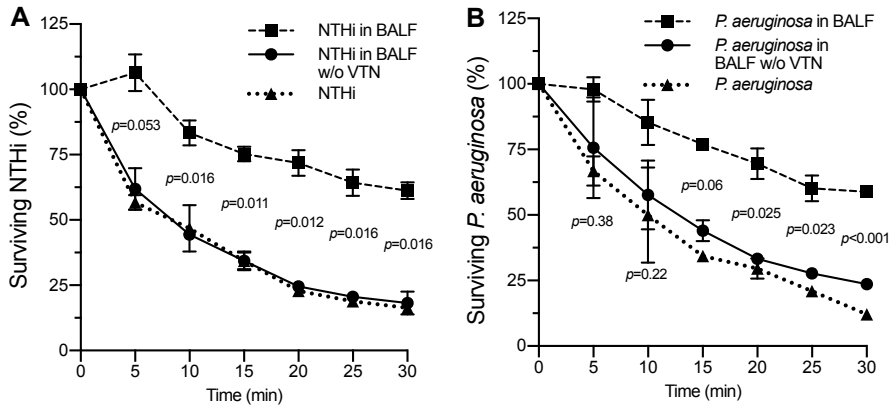 A
125
100
75
50
25
0
Surviving NTHi (%)
NTHi in BALF
NTHi in BALF
w/o VTN
NTHi
p=0.053
p=0.016
p=0.011
p=0.012
p=0.016
p=0.016
0 5 10 15 20 25 30
Time (min)
B
125
100
75
50
25
0
Surviving P. aeruginosa (%)
P. aeruginosa in BALF
P. aeruginosa in
BALF w/o VTN
P. aeruginosa
p=0.38
p=0.22
p=0.06
p=0.025
p=0.023
p<0.001
0 5 10 15 20 25 30
Time (min)